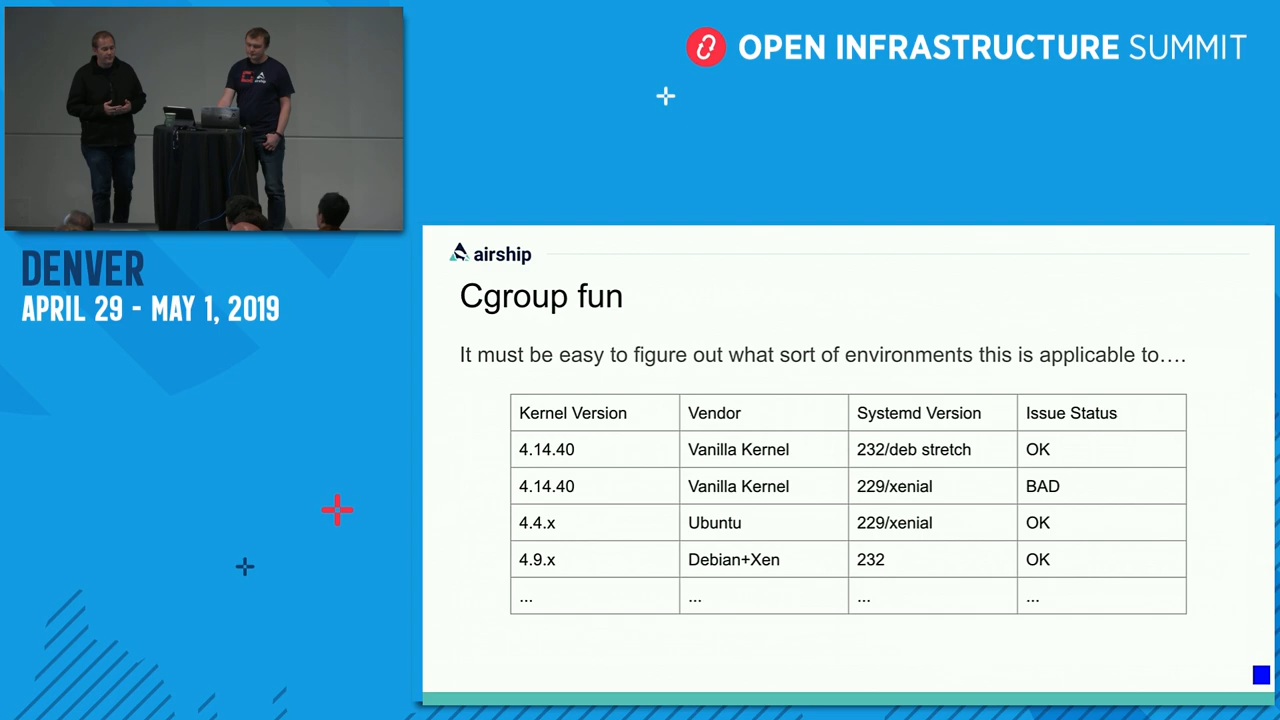 OPEN INFRASTRUCTURE SUMMIT
airship
DENVER
APRIL 29 - MAY 1, 2019
airship
Cgroup fun
It must be easy to figure out what sort of environments this is applicable to….
Kernel Version Vendor Systemd Version Issue Status
4.14.40 Vanilla Kernel 232/deb stretch OK
4.14.40 Vanilla Kernel 229/xenial BAD
4.4.x Ubuntu 229/xenial OK
4.9.x Debian+Xen 232 OK
... ... ... ...